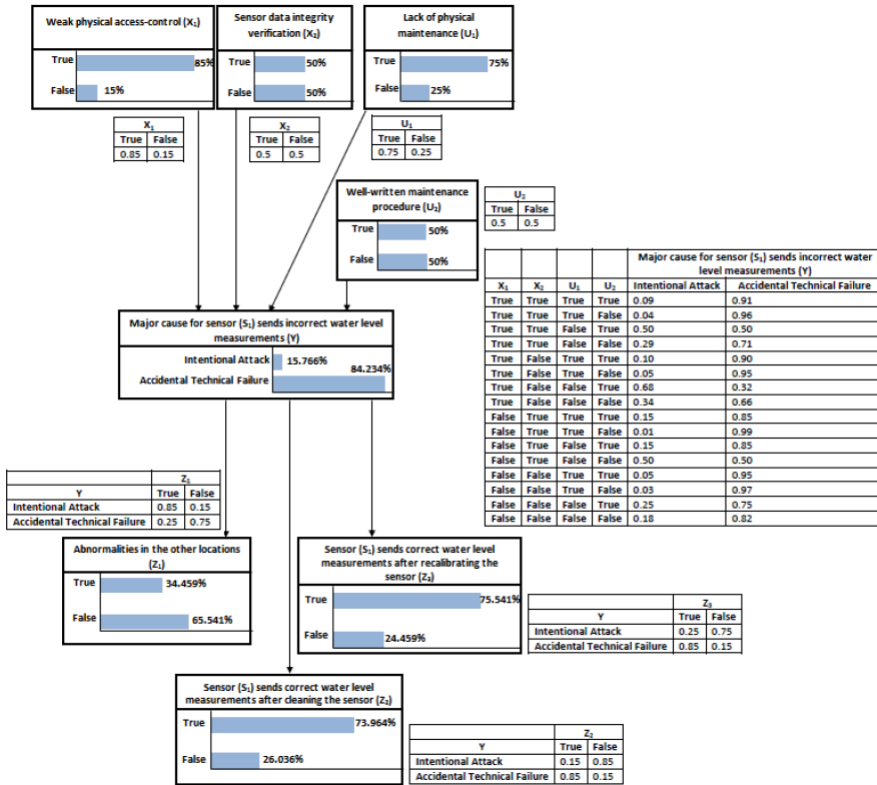 Weak physical access-control (X₁)
True 85%
False 15%
Sensor data integrity
verification (X₂)
True 50%
False 50%
Lack of physical
maintenance (U₁)
True 75%
False 25%
X₁
True False
0.85 0.15
X₂
True False
0.5 0.5
U₁
True False
0.75 0.25
Well-written maintenance
procedure (U₂)
True 50%
False 50%
U₂
True False
0.5 0.5
Major cause for sensor (S₁) sends incorrect water
level measurements (Y)
X₁ X₂ U₁ U₂ Intentional Attack Accidental Technical Failure
True True True True 0.09 0.91
True True True False 0.04 0.96
True True False True 0.50 0.50
True True False False 0.29 0.71
True False True True 0.10 0.90
True False True False 0.05 0.95
True False False True 0.68 0.32
True False False False 0.34 0.66
False True True True 0.15 0.85
False True True False 0.01 0.99
False True False True 0.15 0.85
False True False False 0.50 0.50
False False True True 0.05 0.95
False False True False 0.03 0.97
False False False True 0.25 0.75
False False False False 0.18 0.82
Major cause for sensor (S₁) sends incorrect water level
measurements (Y)
Intentional Attack 15.766%
84.234%
Accidental Technical Failure
Z₁
Y True False
Intentional Attack 0.85 0.15
Accidental Technical Failure 0.25 0.75
Abnormalities in the other locations
(Z₁)
True 34.459%
False 65.541%
Sensor (S₁) sends correct water level
measurements after recalibrating the
sensor (Z₃)
True 75.541%
False 24.459%
Z₃
Y True False
Intentional Attack 0.25 0.75
Accidental Technical Failure 0.85 0.15
Sensor (S₁) sends correct water level
measurements after cleaning the sensor (Z₂)
True 73.964%
False 26.036%
Z₂
Y True False
Intentional Attack 0.15 0.85
Accidental Technical Failure 0.85 0.15